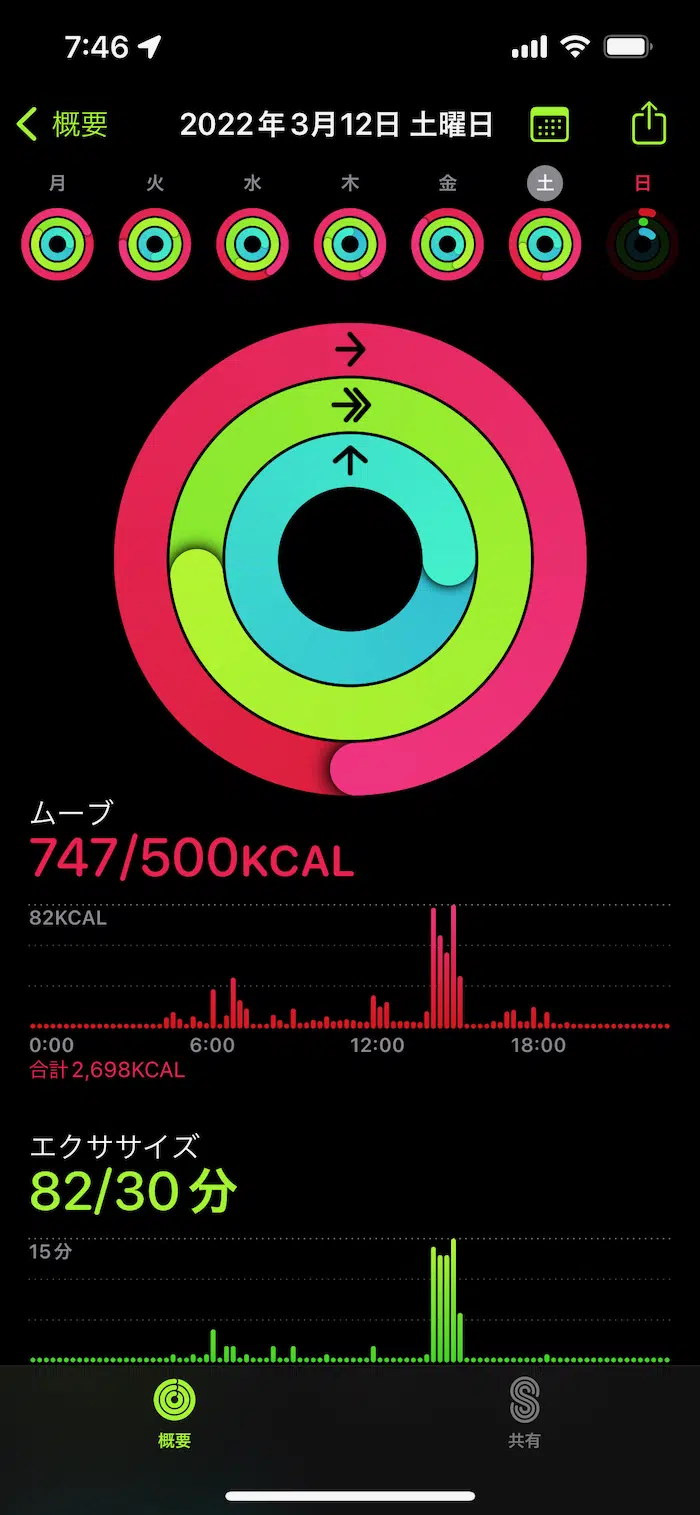 7:46
概要 2022年3月12日 土曜日
月 火 水 木 金 土 日
ムーブ
747/500KCAL
82KCAL
0:00 6:00 12:00 18:00
合計2,698KCAL
エクササイズ
82/30分
15分
概要 共有